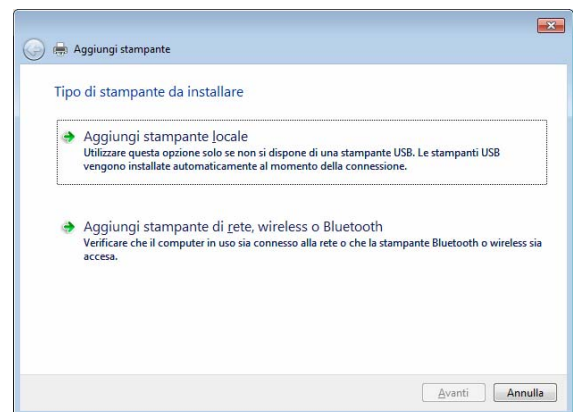 Aggiungi stampante
Tipo di stampante da installare
Aggiungi stampante locale
Utilizzare questa opzione solo se non si dispone di una stampante USB. Le stampanti USB
vengono installate automaticamente al momento della connessione.
Aggiungi stampante di rete, wireless o Bluetooth
Verificare che il computer in uso sia connesso alla rete o che la stampante Bluetooth o wireless sia
accesa.
Avanti Annulla